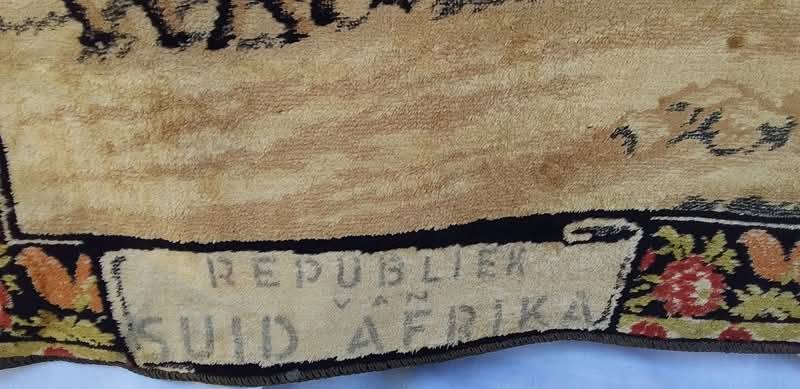 REPUBLIEK
VAN
SUID AFRIKA